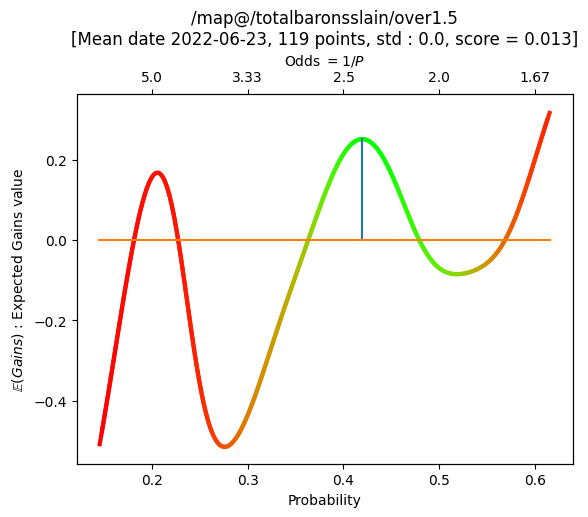 /map@/totalbaronsslain/over1.5
[Mean date 2022-06-23, 119 points, std : 0.0, score = 0.013]
Odds = 1/P
5.0 3.33 2.5 2.0 1.67
𝔼(Gains) : Expected Gains value
0.2
0.0
−0.2
−0.4
0.2 0.3 0.4 0.5 0.6
Probability